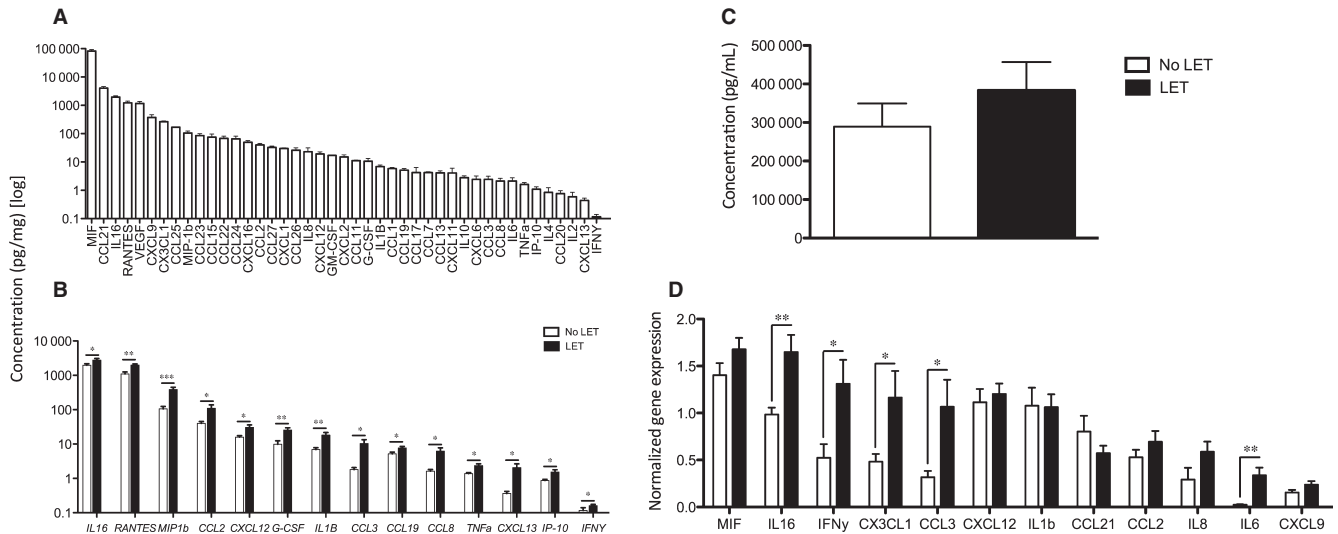 A
Concentration (pg/mg) [log]
100 000
10 000
1000
100
10
1
0.1
MIF
CCL21
IL16
RANTES
VEGF
CXCL9
CX3CL1
CCL25
MIP-1b
CCL23
CCL15
CCL22
CCL24
CXCL16
CCL2
CCL27
CXCL1
CCL26
IL8
CXCL12
GM-CSF
CXCL2
CCL11
G-CSF
IL1B
CCL1
CCL19
CCL17
CCL7
CCL13
CXCL11
IL10
CXCL6
CCL3
CCL8
IL6
TNFa
IP-10
IL4
CCL20
IL2
CXCL13
IFNY
B
No LET
LET
10 000
1000
100
10
1
0.1
* ** *** * * ** ** * * * * * * *
IL16 RANTES MIP1b CCL2 CXCL12 G-CSF IL1B CCL3 CCL19 CCL8 TNFa CXCL13 IP-10 IFNY
C
Concentration (pg/mL)
500 000
400 000
300 000
200 000
100 000
0
No LET
LET
D
Normalized gene expression
2.0
1.5
1.0
0.5
0.0
** * * * **
MIF IL16 IFNy CX3CL1 CCL3 CXCL12 IL1b CCL21 CCL2 IL8 IL6 CXCL9